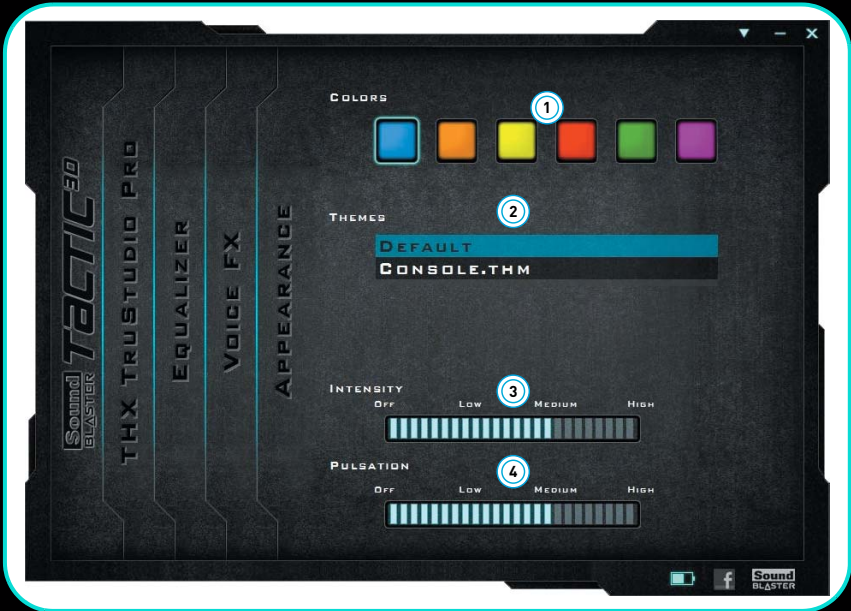 Sound
BLASTER
TACTIC3D
THX TruStudio Pro
Equalizer
Voice FX
Appearance
Colors
1
Themes
2
Default
Console.thm
Intensity
3
Off Low Medium High
Pulsation
4
Off Low Medium High
f
Sound
BLASTER